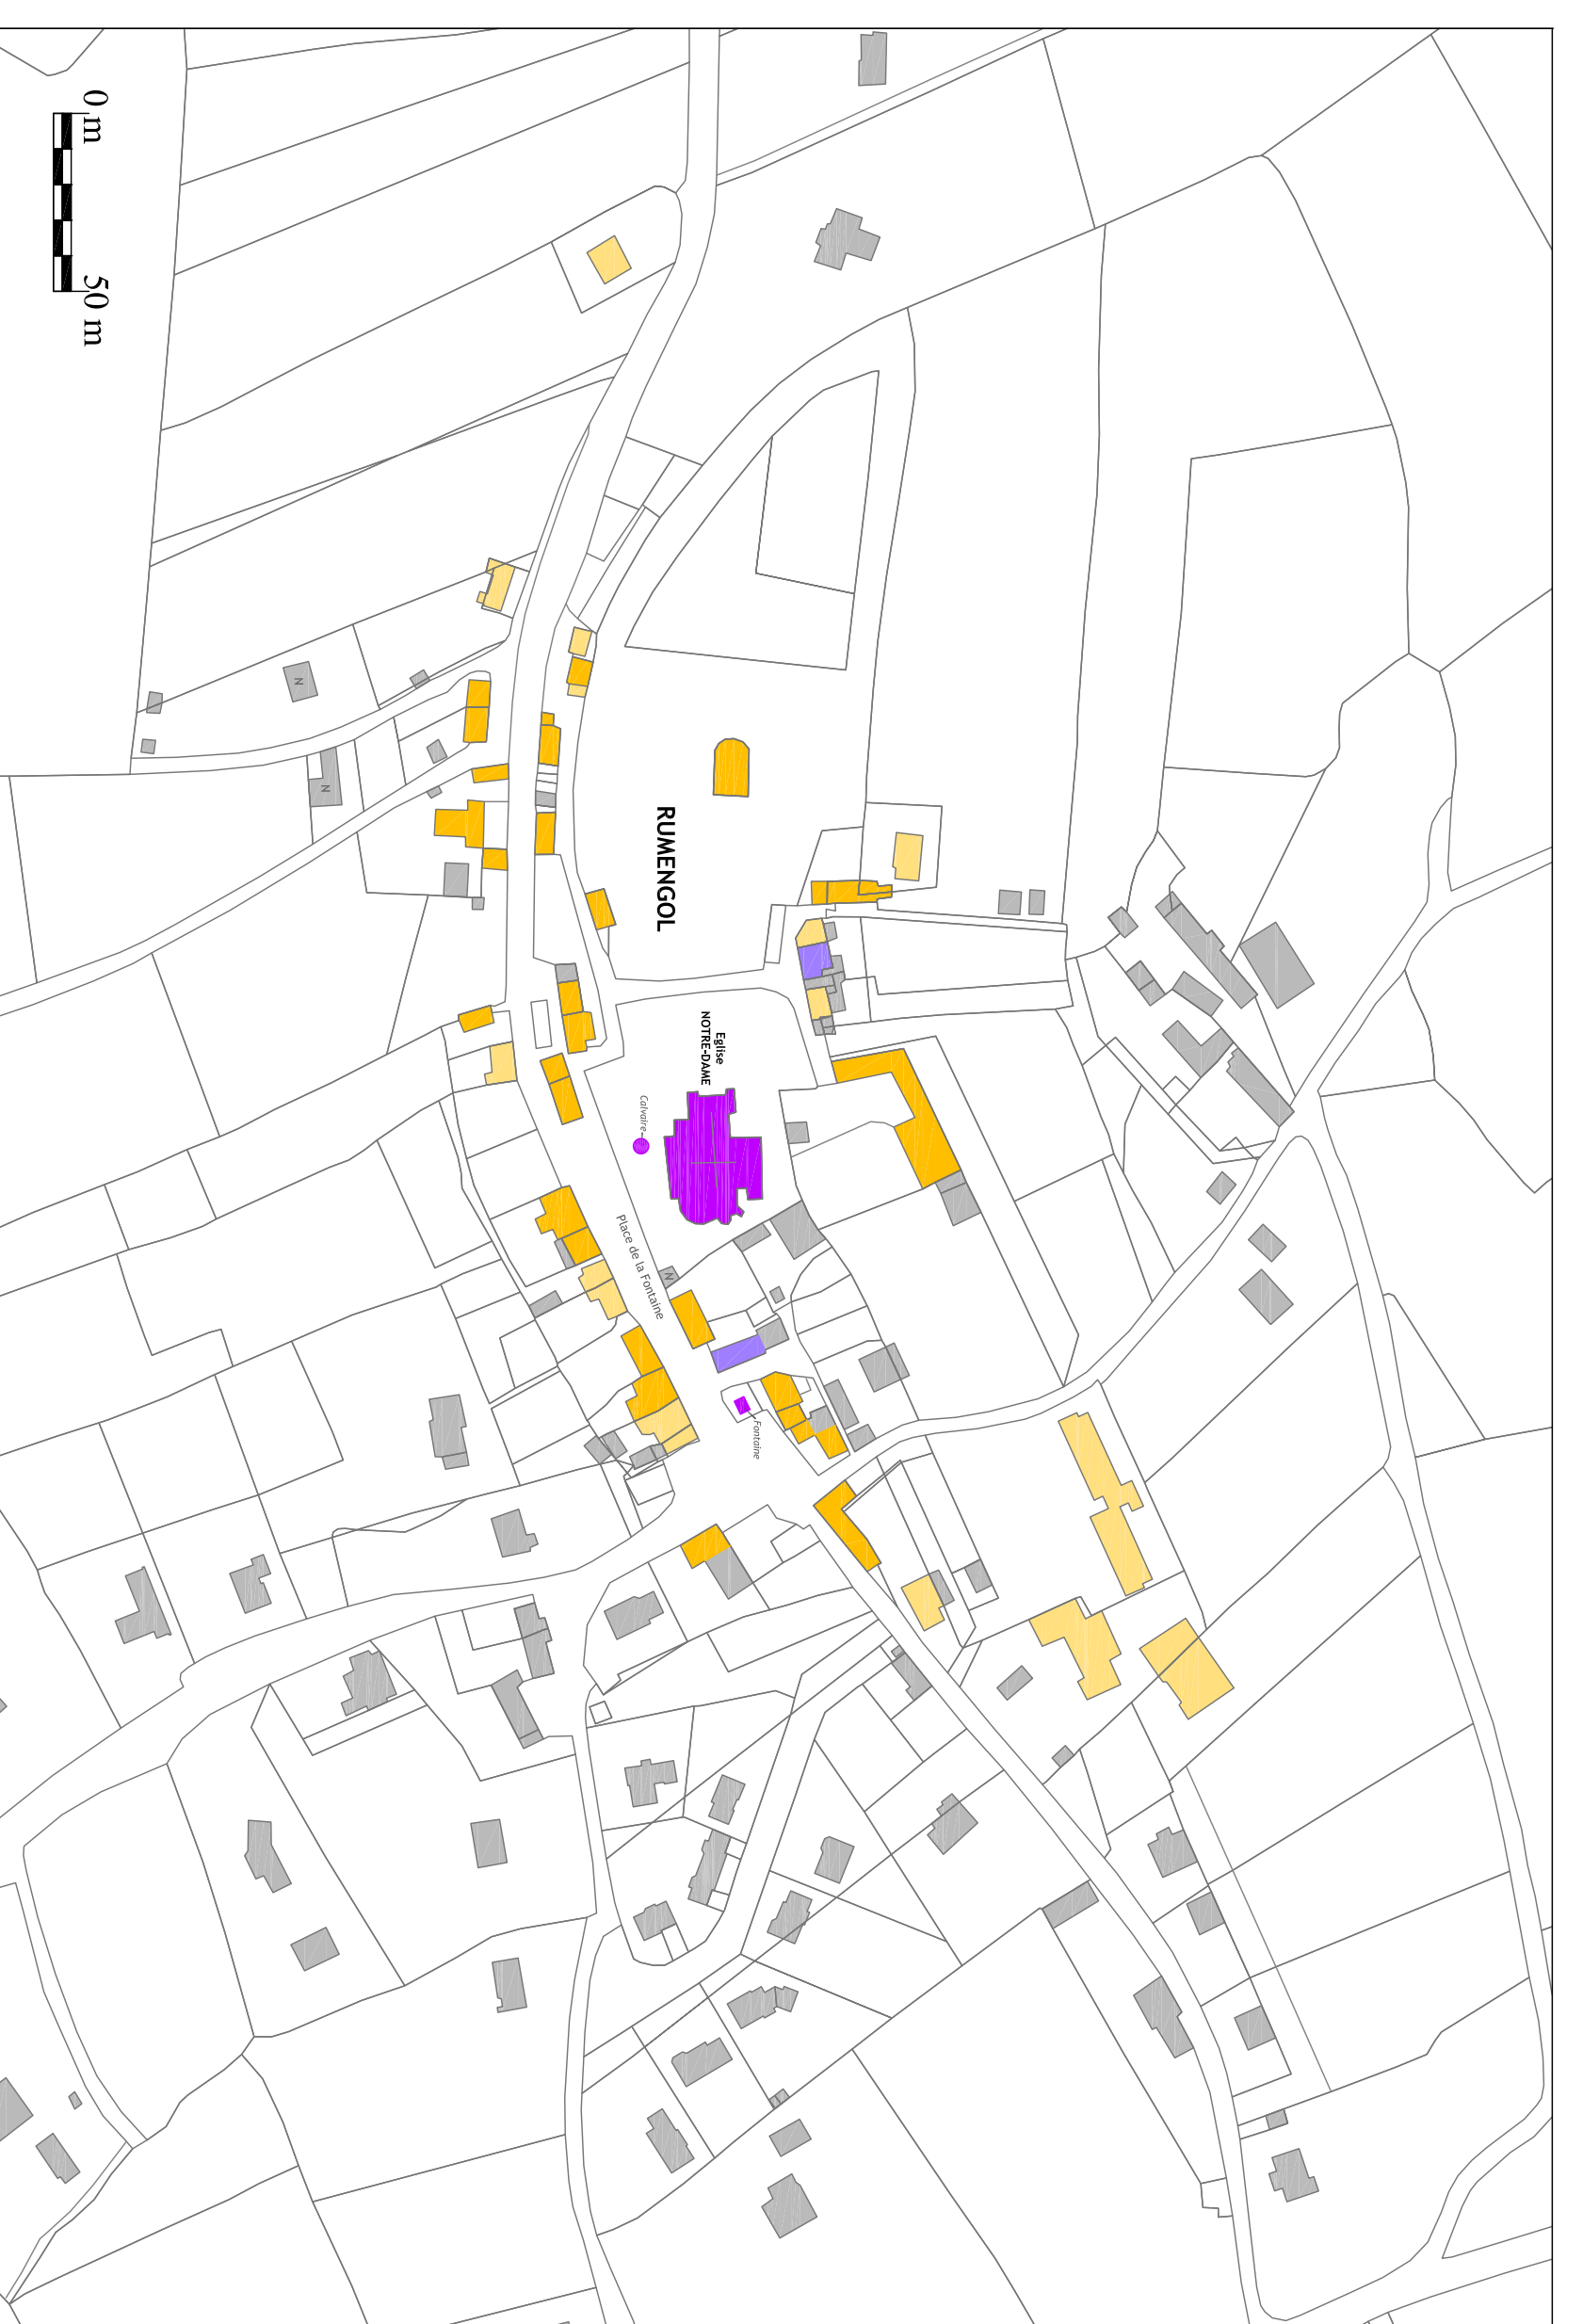 0 m
50 m
N
N
RUMENGOL
Eglise
NOTRE-DAME
Calvaire
Place de la Fontaine
N
Fontaine